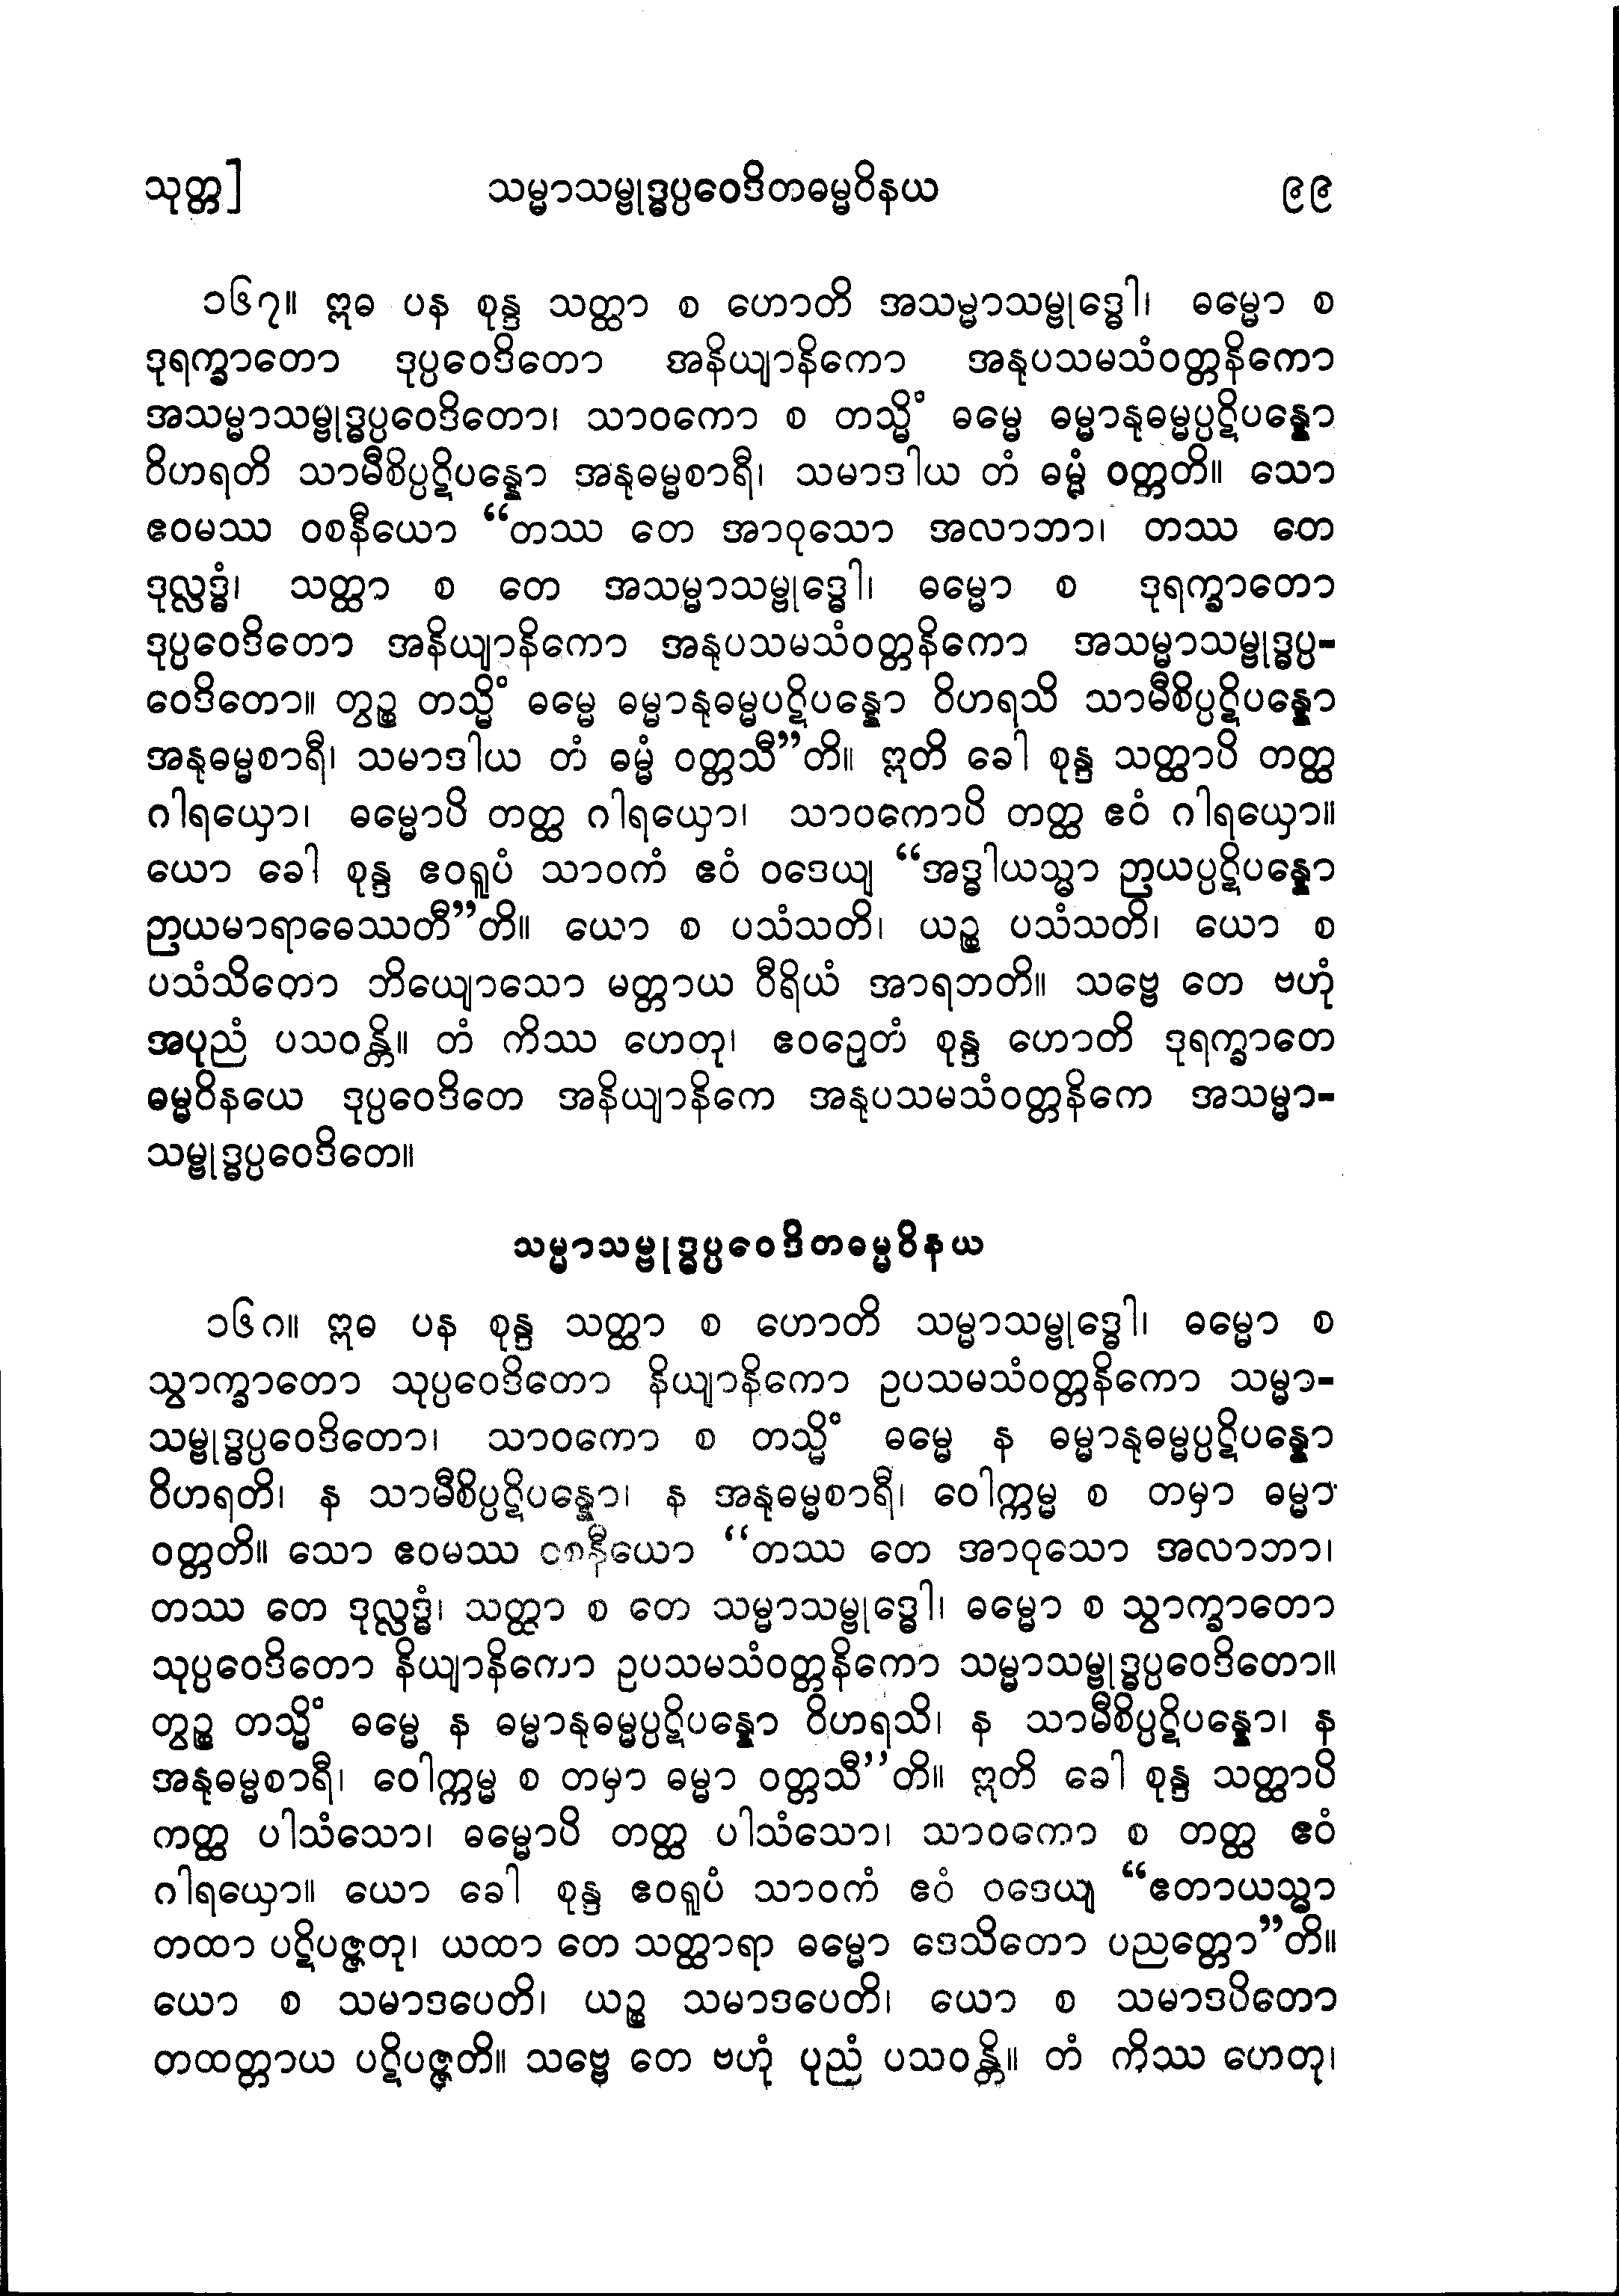 သုတ္တ] သမ္မာသမ္ဗုဒ္ဓပ္ပဝေဒိတဓမ္မဝိနယ ၉၉
၁၆၇။ ဣဓ ပန စုန္ဒ သတ္ထာ စ ဟောတိ အသမ္မာသမ္ဗုဒ္ဓေါ၊ ဓမ္မော စ
ဒုရက္ခာတော ဒုပ္ပဝေဒိတော အနိယျာနိကော အနုပသမသံဝတ္တနိကော
အသမ္မာသမ္ဗုဒ္ဓပ္ပဝေဒိတော၊ သာဝကော စ တသ္မိံ ဓမ္မေ ဓမ္မာနုဓမ္မပ္ပဋိပန္နော
ဝိဟရတိ သာမီစိပ္ပဋိပန္နော အနုဓမ္မစာရီ၊ သမာဒါယ တံ ဓမ္မံ ဝတ္တတိ။ သော
ဧဝမဿ ဝစနီယော “တဿ တေ အာဝုသော အလာဘာ၊ တဿ တေ
ဒုလ္လဒ္ဓံ၊ သတ္ထာ စ တေ အသမ္မာသမ္ဗုဒ္ဓေါ၊ ဓမ္မော စ ဒုရက္ခာတော
ဒုပ္ပဝေဒိတော အနိယျာနိကော အနုပသမသံဝတ္တနိကော အသမ္မာသမ္ဗုဒ္ဓပ္ပ-
ဝေဒိတော။ တွဉ္စ တသ္မိံ ဓမ္မေ ဓမ္မာနုဓမ္မပဋိပန္နော ဝိဟရသိ သာမီစိပ္ပဋိပန္နော
အနုဓမ္မစာရီ၊ သမာဒါယ တံ ဓမ္မံ ဝတ္တသီ”တိ။ ဣတိ ခေါ စုန္ဒ သတ္ထာပိ တတ္ထ
ဂါရယှော၊ ဓမ္မောပိ တတ္ထ ဂါရယှော၊ သာဝကောပိ တတ္ထ ဧဝံ ဂါရယှော။
ယော ခေါ စုန္ဒ ဧဝရူပံ သာဝကံ ဧဝံ ဝဒေယျ “အဒ္ဓါယသ္မာ ဉာယပ္ပဋိပန္နော
ဉာယမာရာဓေဿတီ”တိ။ ယော စ ပသံသတိ၊ ယဉ္စ ပသံသတိ၊ ယော စ
ပသံသိတော ဘိယျောသော မတ္တာယ ဝီရိယံ အာရဘတိ။ သဗ္ဗေ တေ ဗဟုံ
အပုညံ ပသဝန္တိ။ တံ ကိဿ ဟေတု၊ ဧဝဉှေတံ စုန္ဒ ဟောတိ ဒုရက္ခာတေ
ဓမ္မဝိနယေ ဒုပ္ပဝေဒိတေ အနိယျာနိကေ အနုပသမသံဝတ္တနိကေ အသမ္မာ-
သမ္ဗုဒ္ဓပ္ပဝေဒိတေ။
သမ္မာသမ္ဗုဒ္ဓပ္ပဝေဒိတဓမ္မဝိနယ
၁၆၈။ ဣဓ ပန စုန္ဒ သတ္ထာ စ ဟောတိ သမ္မာသမ္ဗုဒ္ဓေါ၊ ဓမ္မော စ
သွာက္ခာတော သုပ္ပဝေဒိတော နိယျာနိကော ဥပသမသံဝတ္တနိကော သမ္မာ-
သမ္ဗုဒ္ဓပ္ပဝေဒိတော၊ သာဝကော စ တသ္မိံ ဓမ္မေ န ဓမ္မာနုဓမ္မပ္ပဋိပန္နော
ဝိဟရတိ၊ န သာမီစိပ္ပဋိပန္နော၊ န အနုဓမ္မစာရီ၊ ဝေါက္ကမ္မ စ တမှာ ဓမ္မာ
ဝတ္တတိ။ သော ဧဝမဿ ဝစနီယော “တဿ တေ အာဝုသော အလာဘာ၊
တဿ တေ ဒုလ္လဒ္ဓံ၊ သတ္ထာ စ တေ သမ္မာသမ္ဗုဒ္ဓေါ၊ ဓမ္မော စ သွာက္ခာတော
သုပ္ပဝေဒိတော နိယျာနိကော ဥပသမသံဝတ္တနိကော သမ္မာသမ္ဗုဒ္ဓပ္ပဝေဒိတော။
တွဉ္စ တသ္မိံ ဓမ္မေ န ဓမ္မာနုဓမ္မပ္ပဋိပန္နော ဝိဟရသိ၊ န သာမီစိပ္ပဋိပန္နော၊ န
အနုဓမ္မစာရီ၊ ဝေါက္ကမ္မ စ တမှာ ဓမ္မာ ဝတ္တသီ”တိ။ ဣတိ ခေါ စုန္ဒ သတ္ထာပိ
ကတ္ထ ပါသံသော၊ ဓမ္မောပိ တတ္ထ ပါသံသော၊ သာဝကော စ တတ္ထ ဧဝံ
ဂါရယှော။ ယော ခေါ စုန္ဒ ဧဝရူပံ သာဝကံ ဧဝံ ဝဒေယျ “ဧတာယသ္မာ
တထာ ပဋိပဇ္ဇတု၊ ယထာ တေ သတ္ထာရာ ဓမ္မော ဒေသိတော ပညတ္တော”တိ။
ယော စ သမာဒပေတိ၊ ယဉ္စ သမာဒပေတိ၊ ယော စ သမာဒပိတော
တထတ္တာယ ပဋိပဇ္ဇတိ။ သဗ္ဗေ တေ ဗဟုံ ပုညံ ပသဝန္တိ။ တံ ကိဿ ဟေတု၊